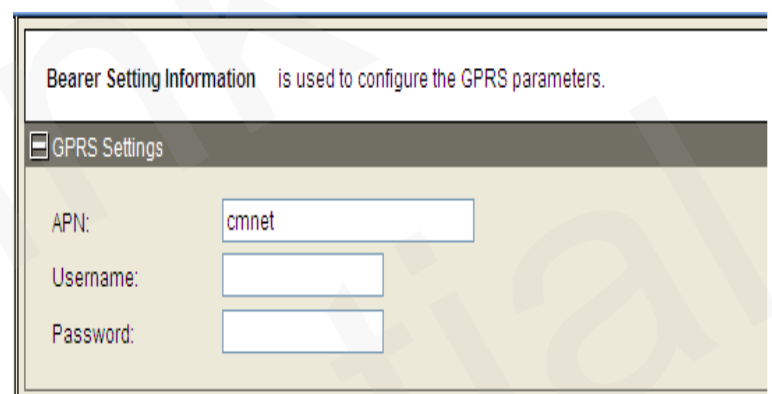 Bearer Setting Information is used to configure the GPRS parameters.
GPRS Settings
APN: cmnet
Username:
Password: